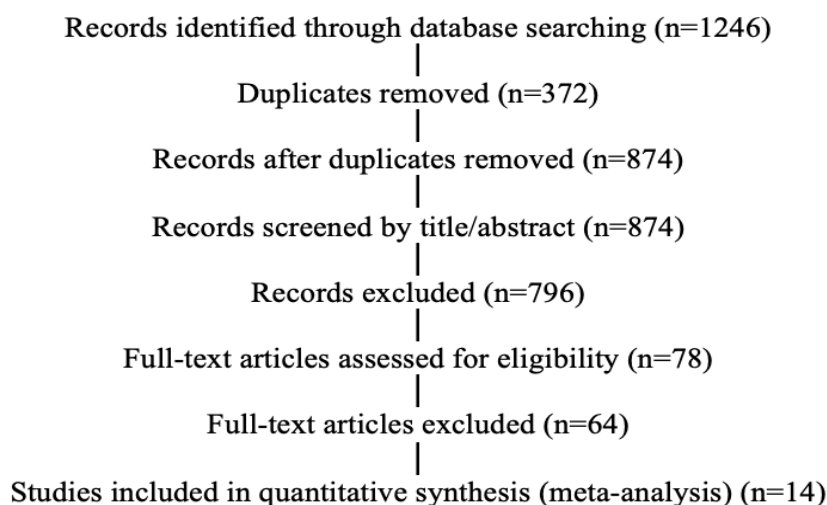 Records identified through database searching (n=1246)
Duplicates removed (n=372)
Records after duplicates removed (n=874)
Records screened by title/abstract (n=874)
Records excluded (n=796)
Full-text articles assessed for eligibility (n=78)
Full-text articles excluded (n=64)
Studies included in quantitative synthesis (meta-analysis) (n=14)